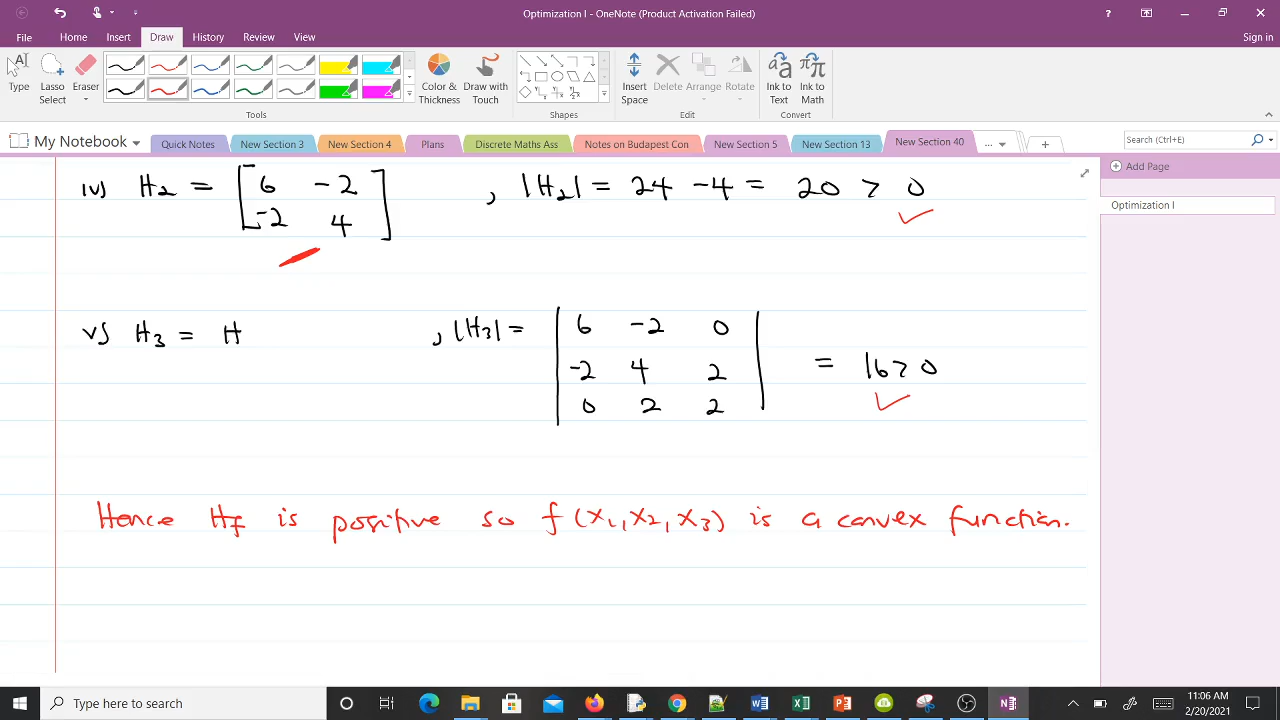 Optimization I - OneNote (Product Activation Failed)
File Home Insert Draw History Review View Sign in
Type Lasso Select Eraser Color & Thickness Draw with Touch Insert Space Delete Arrange Rotate Ink to Text Ink to Math
Tools Shapes Edit Convert
My Notebook Quick Notes New Section 3 New Section 4 Plans Discrete Maths Ass Notes on Budapest Con New Section 5 New Section 13 New Section 40 ... + Search (Ctrl+E)
Add Page
Optimization I
iv) H2 = [6 -2
-2 4] , |H2| = 24 - 4 = 20 > 0
v) H3 = H , |H3| = | 6 -2 0 |
| -2 4 2 | = 16 > 0
| 0 2 2 |
Hence Hf is positive so f(x1, x2, x3) is a convex function.
Type here to search
11:06 AM
2/20/2021